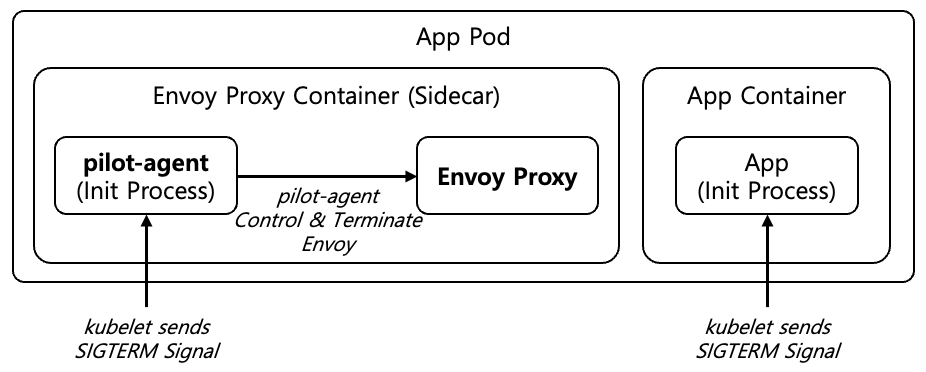 App Pod
Envoy Proxy Container (Sidecar)
pilot-agent
(Init Process)
pilot-agent
Control & Terminate
Envoy
Envoy Proxy
App Container
App
(Init Process)
kubelet sends
SIGTERM Signal
kubelet sends
SIGTERM Signal